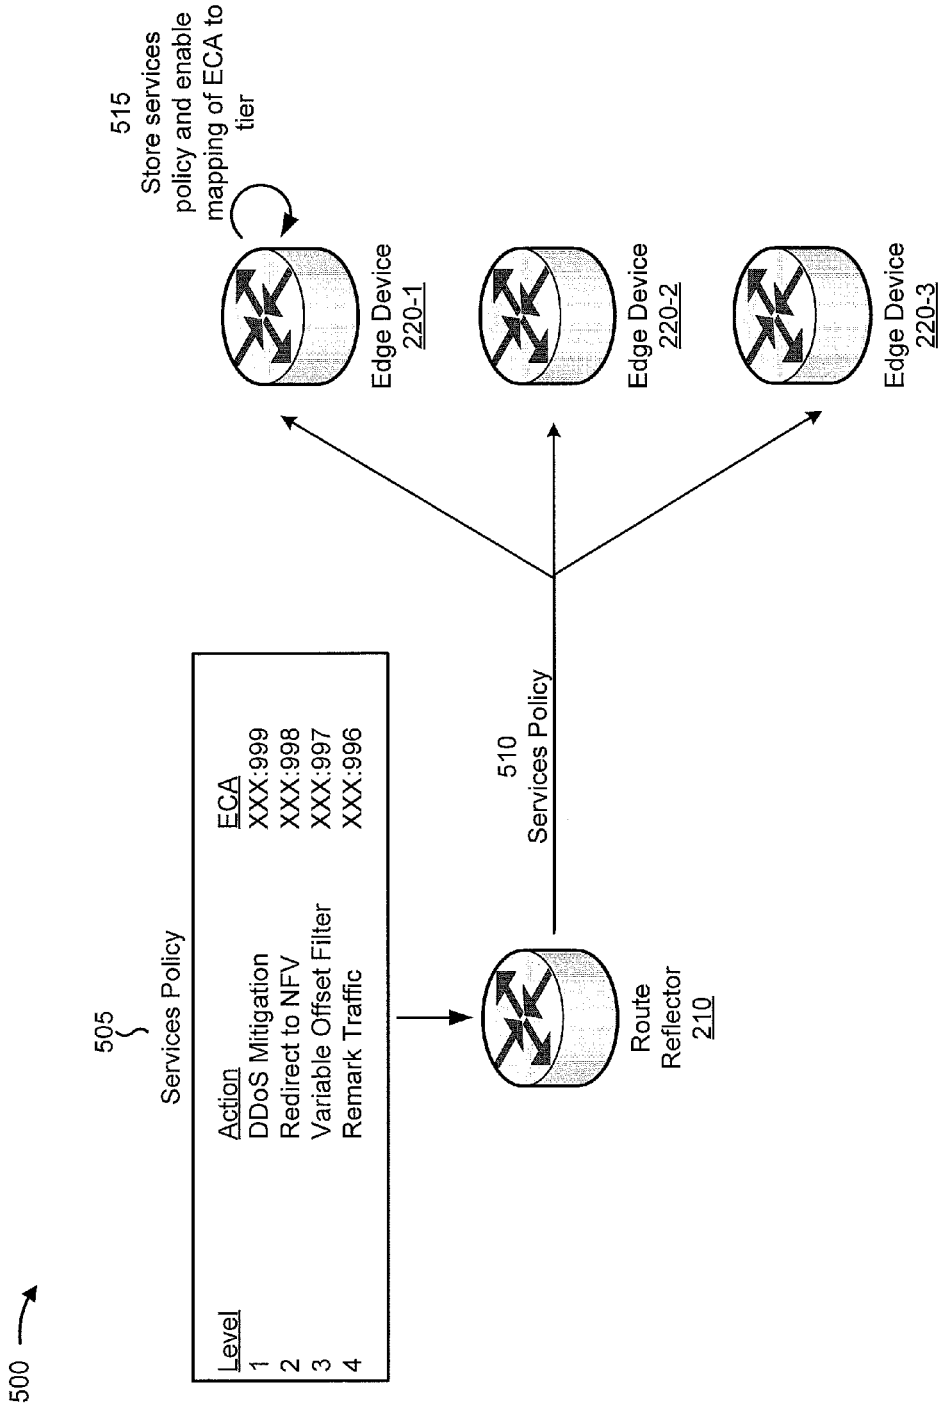 500
505
Services Policy
Level Action ECA
1 DDoS Mitigation XXX:999
2 Redirect to NFV XXX:998
3 Variable Offset Filter XXX:997
4 Remark Traffic XXX:996
Route
Reflector
210
510
Services Policy
515
Store services
policy and enable
mapping of ECA to
tier
Edge Device
220-1
Edge Device
220-2
Edge Device
220-3